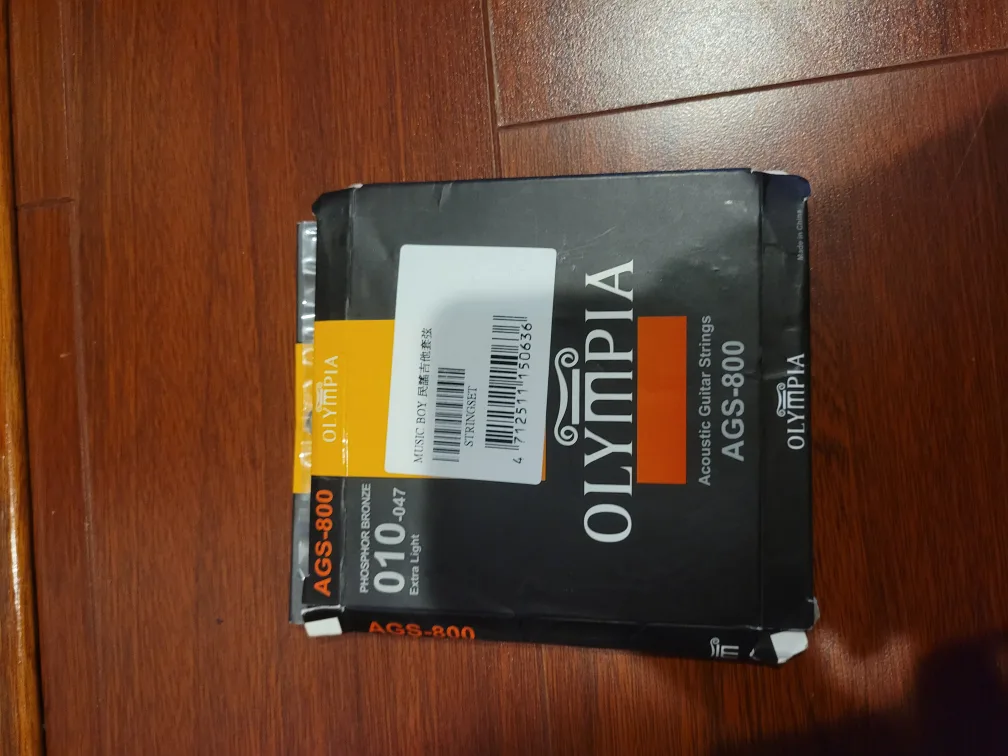 AGS-800
OLYMPIA
PHOSPHOR BRONZE
010-047
Extra Light
MUSIC BOY 民謠吉他套弦
STRINGSET
4 712511 150636
OLYMPIA
Acoustic Guitar Strings
AGS-800
OLYMPIA
Made in China
AGS-800